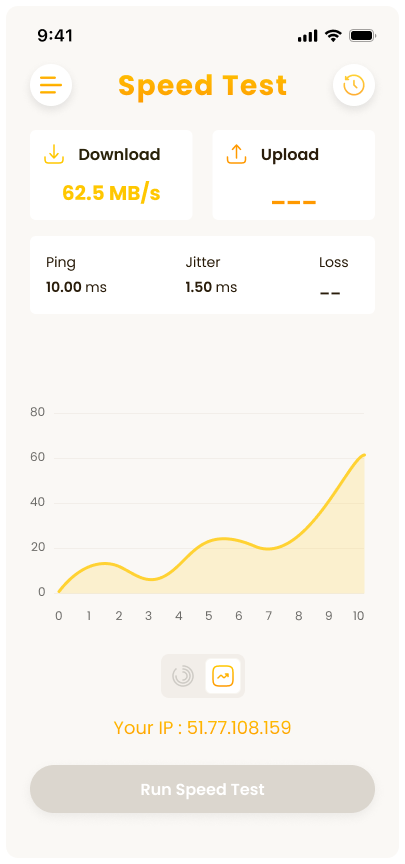 9:41
Speed Test
Download
62.5 MB/s
Upload
___
Ping
10.00 ms
Jitter
1.50 ms
Loss
__
80
60
40
20
0
0 1 2 3 4 5 6 7 8 9 10
Your IP : 51.77.108.159
Run Speed Test